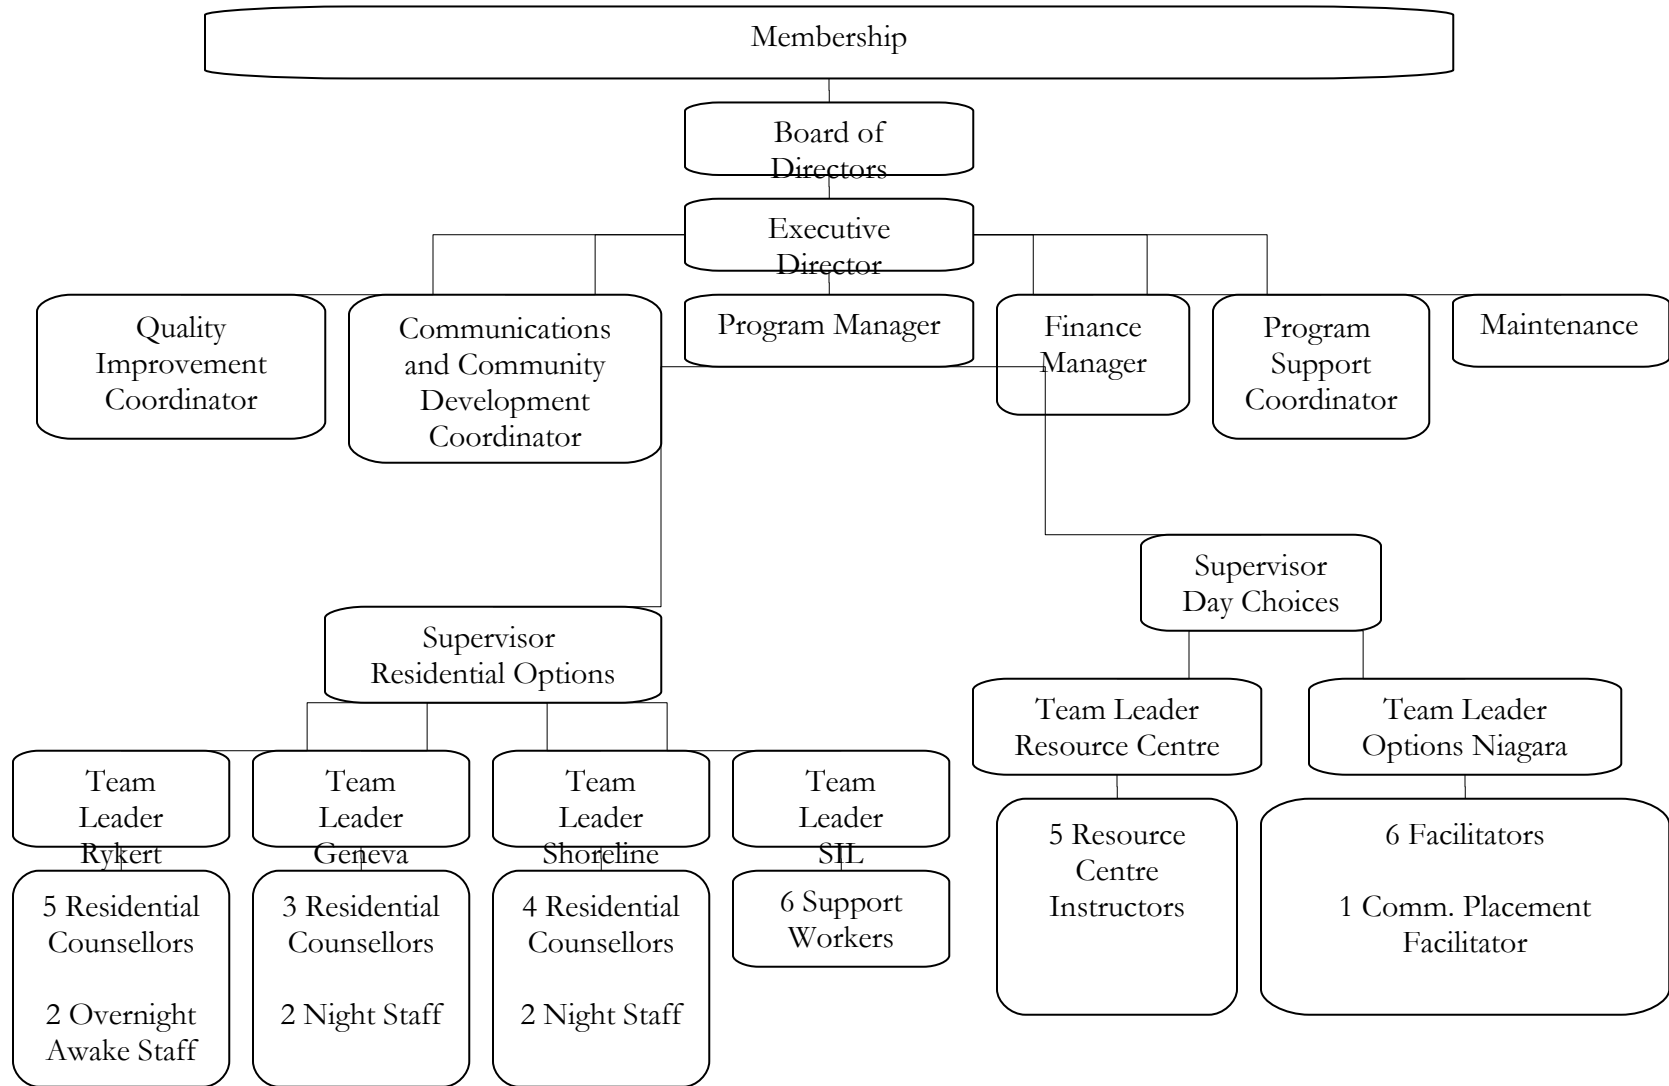 Membership
Board of
Directors
Executive
Director
Quality
Improvement
Coordinator
Communications
and Community
Development
Coordinator
Program Manager
Finance
Manager
Program
Support
Coordinator
Maintenance
Supervisor
Day Choices
Supervisor
Residential Options
Team Leader
Resource Centre
Team Leader
Options Niagara
Team
Leader
Rykert
Team
Leader
Geneva
Team
Leader
Shoreline
Team
Leader
SIL
5 Residential
Counsellors
2 Overnight
Awake Staff
3 Residential
Counsellors
2 Night Staff
4 Residential
Counsellors
2 Night Staff
6 Support
Workers
5 Resource
Centre
Instructors
6 Facilitators
1 Comm. Placement
Facilitator